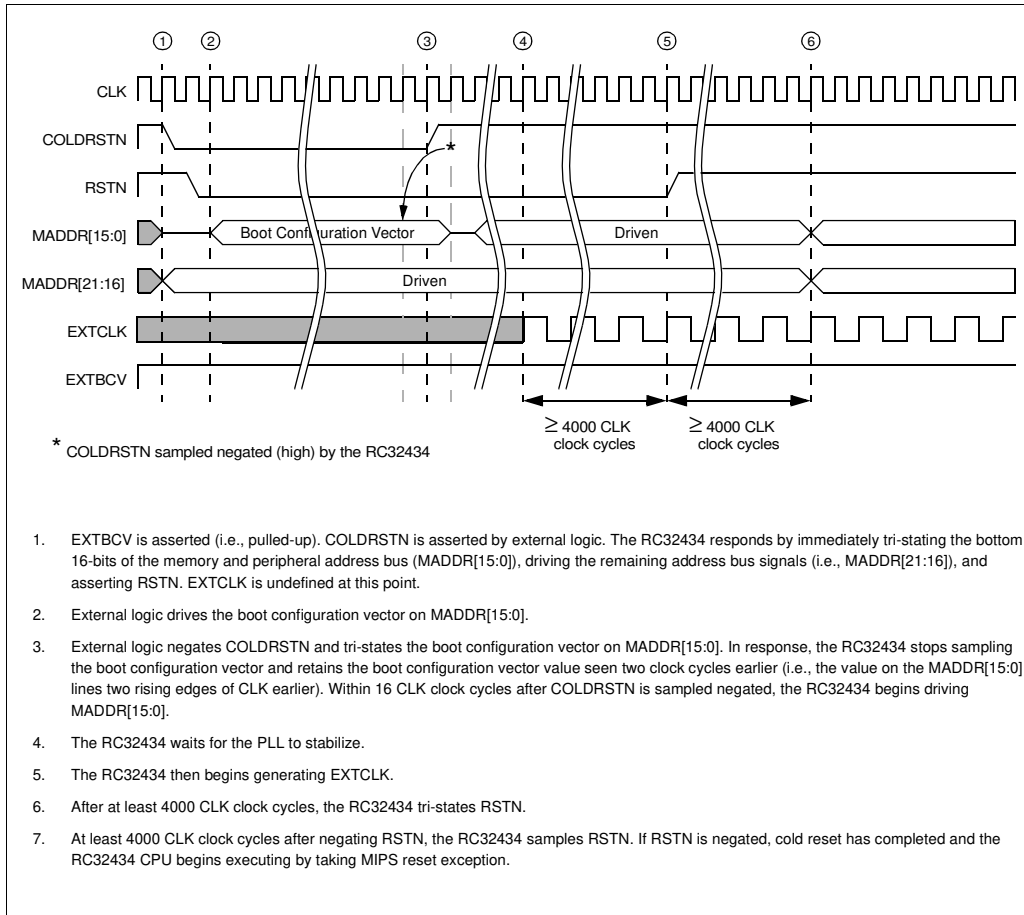 1 2 3 4 5 6
CLK
COLDRSTN
*
RSTN
MADDR[15:0] Boot Configuration Vector Driven
MADDR[21:16] Driven
EXTCLK
EXTBCV
≥ 4000 CLK ≥ 4000 CLK
clock cycles clock cycles
* COLDRSTN sampled negated (high) by the RC32434
1. EXTBCV is asserted (i.e., pulled-up). COLDRSTN is asserted by external logic. The RC32434 responds by immediately tri-stating the bottom
16-bits of the memory and peripheral address bus (MADDR[15:0]), driving the remaining address bus signals (i.e., MADDR[21:16]), and
asserting RSTN. EXTCLK is undefined at this point.
2. External logic drives the boot configuration vector on MADDR[15:0].
3. External logic negates COLDRSTN and tri-states the boot configuration vector on MADDR[15:0]. In response, the RC32434 stops sampling
the boot configuration vector and retains the boot configuration vector value seen two clock cycles earlier (i.e., the value on the MADDR[15:0]
lines two rising edges of CLK earlier). Within 16 CLK clock cycles after COLDRSTN is sampled negated, the RC32434 begins driving
MADDR[15:0].
4. The RC32434 waits for the PLL to stabilize.
5. The RC32434 then begins generating EXTCLK.
6. After at least 4000 CLK clock cycles, the RC32434 tri-states RSTN.
7. At least 4000 CLK clock cycles after negating RSTN, the RC32434 samples RSTN. If RSTN is negated, cold reset has completed and the
RC32434 CPU begins executing by taking MIPS reset exception.